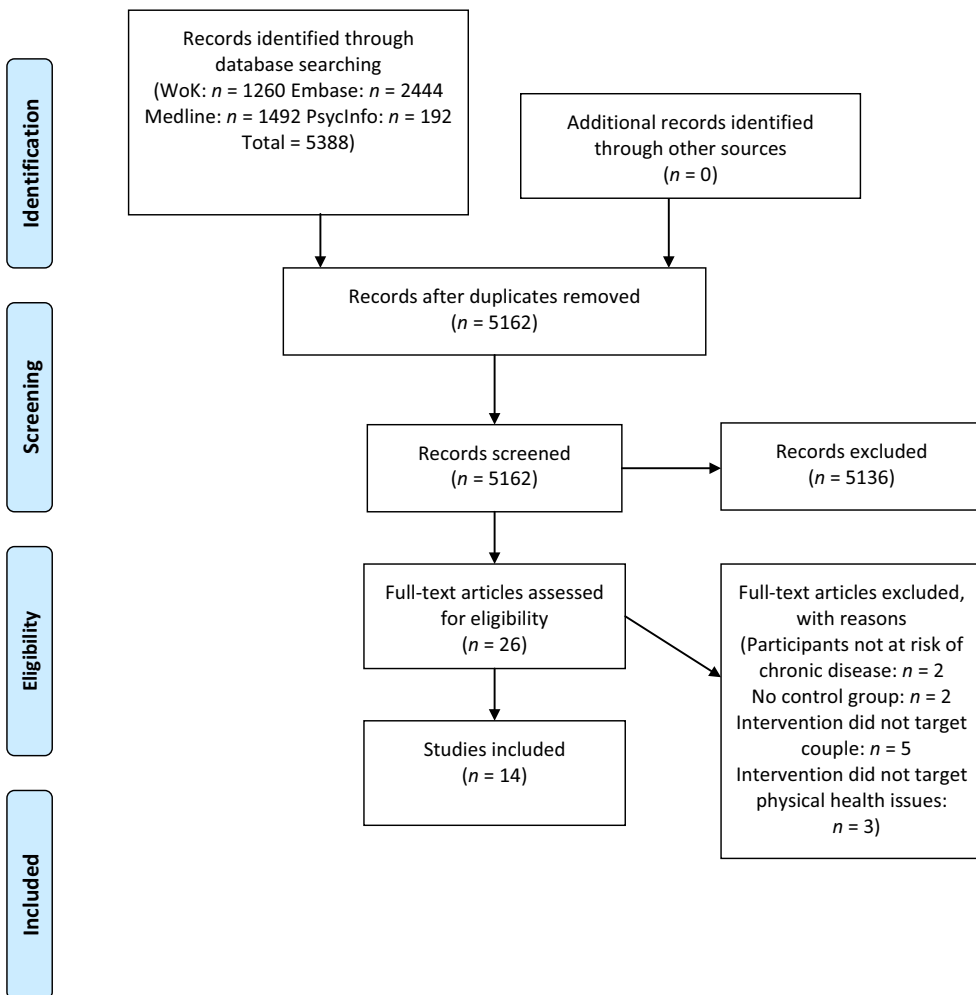 Identification
Records identified through
database searching
(WoK: n = 1260 Embase: n = 2444
Medline: n = 1492 PsycInfo: n = 192
Total = 5388)
Additional records identified
through other sources
(n = 0)
Records after duplicates removed
(n = 5162)
Screening
Records screened
(n = 5162)
Records excluded
(n = 5136)
Eligibility
Full-text articles assessed
for eligibility
(n = 26)
Full-text articles excluded,
with reasons
(Participants not at risk of
chronic disease: n = 2
No control group: n = 2
Intervention did not target
couple: n = 5
Intervention did not target
physical health issues:
n = 3)
Studies included
(n = 14)
Included